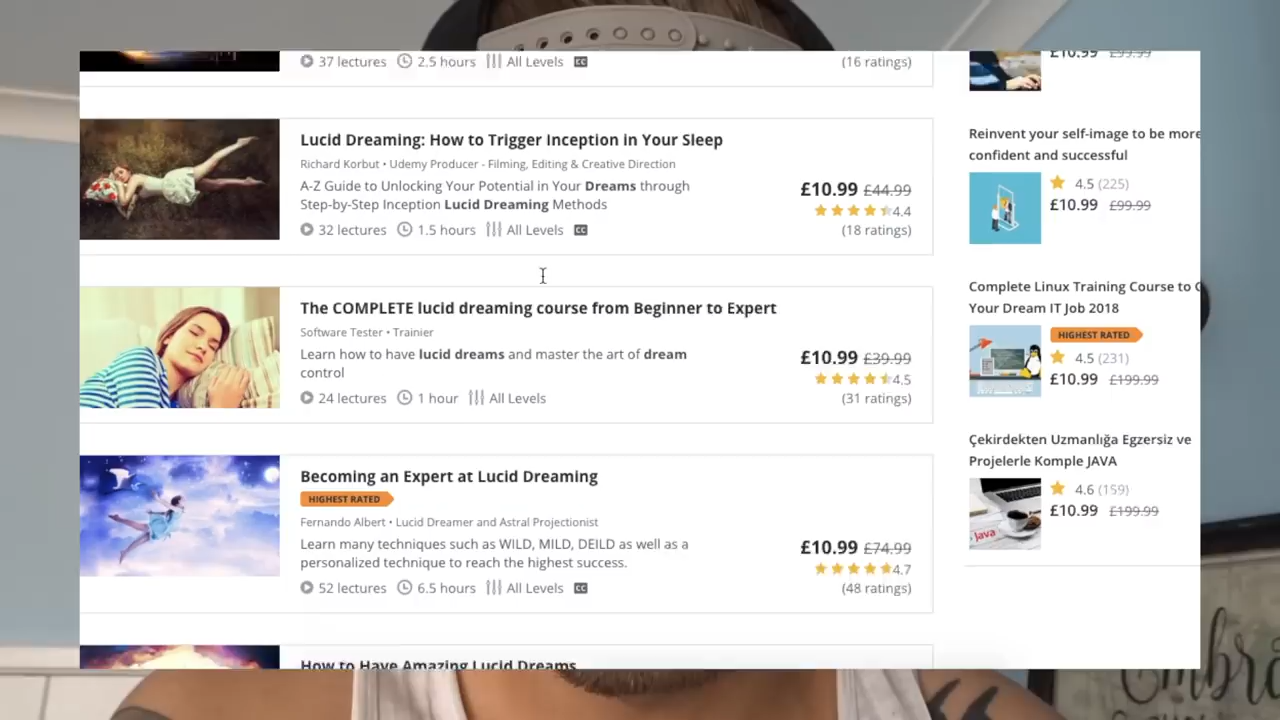 37 lectures 2.5 hours All Levels CC
(16 ratings)
Lucid Dreaming: How to Trigger Inception in Your Sleep
Richard Korbut • Udemy Producer - Filming, Editing & Creative Direction
A-Z Guide to Unlocking Your Potential in Your Dreams through
Step-by-Step Inception Lucid Dreaming Methods
32 lectures 1.5 hours All Levels CC
£10.99 £44.99
4.4
(18 ratings)
The COMPLETE lucid dreaming course from Beginner to Expert
Software Tester • Trainier
Learn how to have lucid dreams and master the art of dream
control
24 lectures 1 hour All Levels
£10.99 £39.99
4.5
(31 ratings)
Becoming an Expert at Lucid Dreaming
HIGHEST RATED
Fernando Albert • Lucid Dreamer and Astral Projectionist
Learn many techniques such as WILD, MILD, DEILD as well as a
personalized technique to reach the highest success.
52 lectures 6.5 hours All Levels CC
£10.99 £74.99
4.7
(48 ratings)
How to Have Amazing Lucid Dreams
£10.99 £99.99
Reinvent your self-image to be more
confident and successful
4.5 (225)
£10.99 £99.99
Complete Linux Training Course to
Your Dream IT Job 2018
HIGHEST RATED
4.5 (231)
£10.99 £199.99
Çekirdekten Uzmanlığa Egzersiz ve
Projelerle Komple JAVA
Java
4.6 (159)
£10.99 £199.99